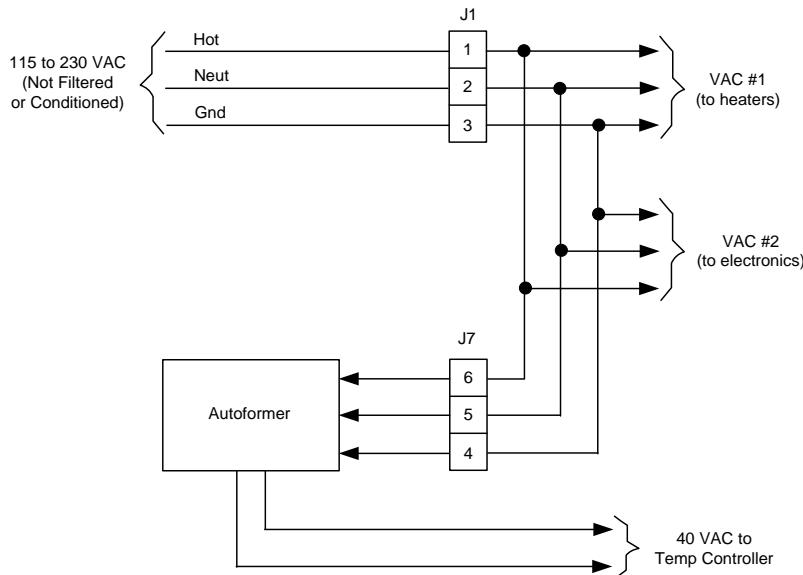 J1
115 to 230 VAC
(Not Filtered
or Conditioned)
Hot
Neut
Gnd
1
2
3
VAC #1
(to heaters)
VAC #2
(to electronics)
J7
6
5
4
Autoformer
40 VAC to
Temp Controller